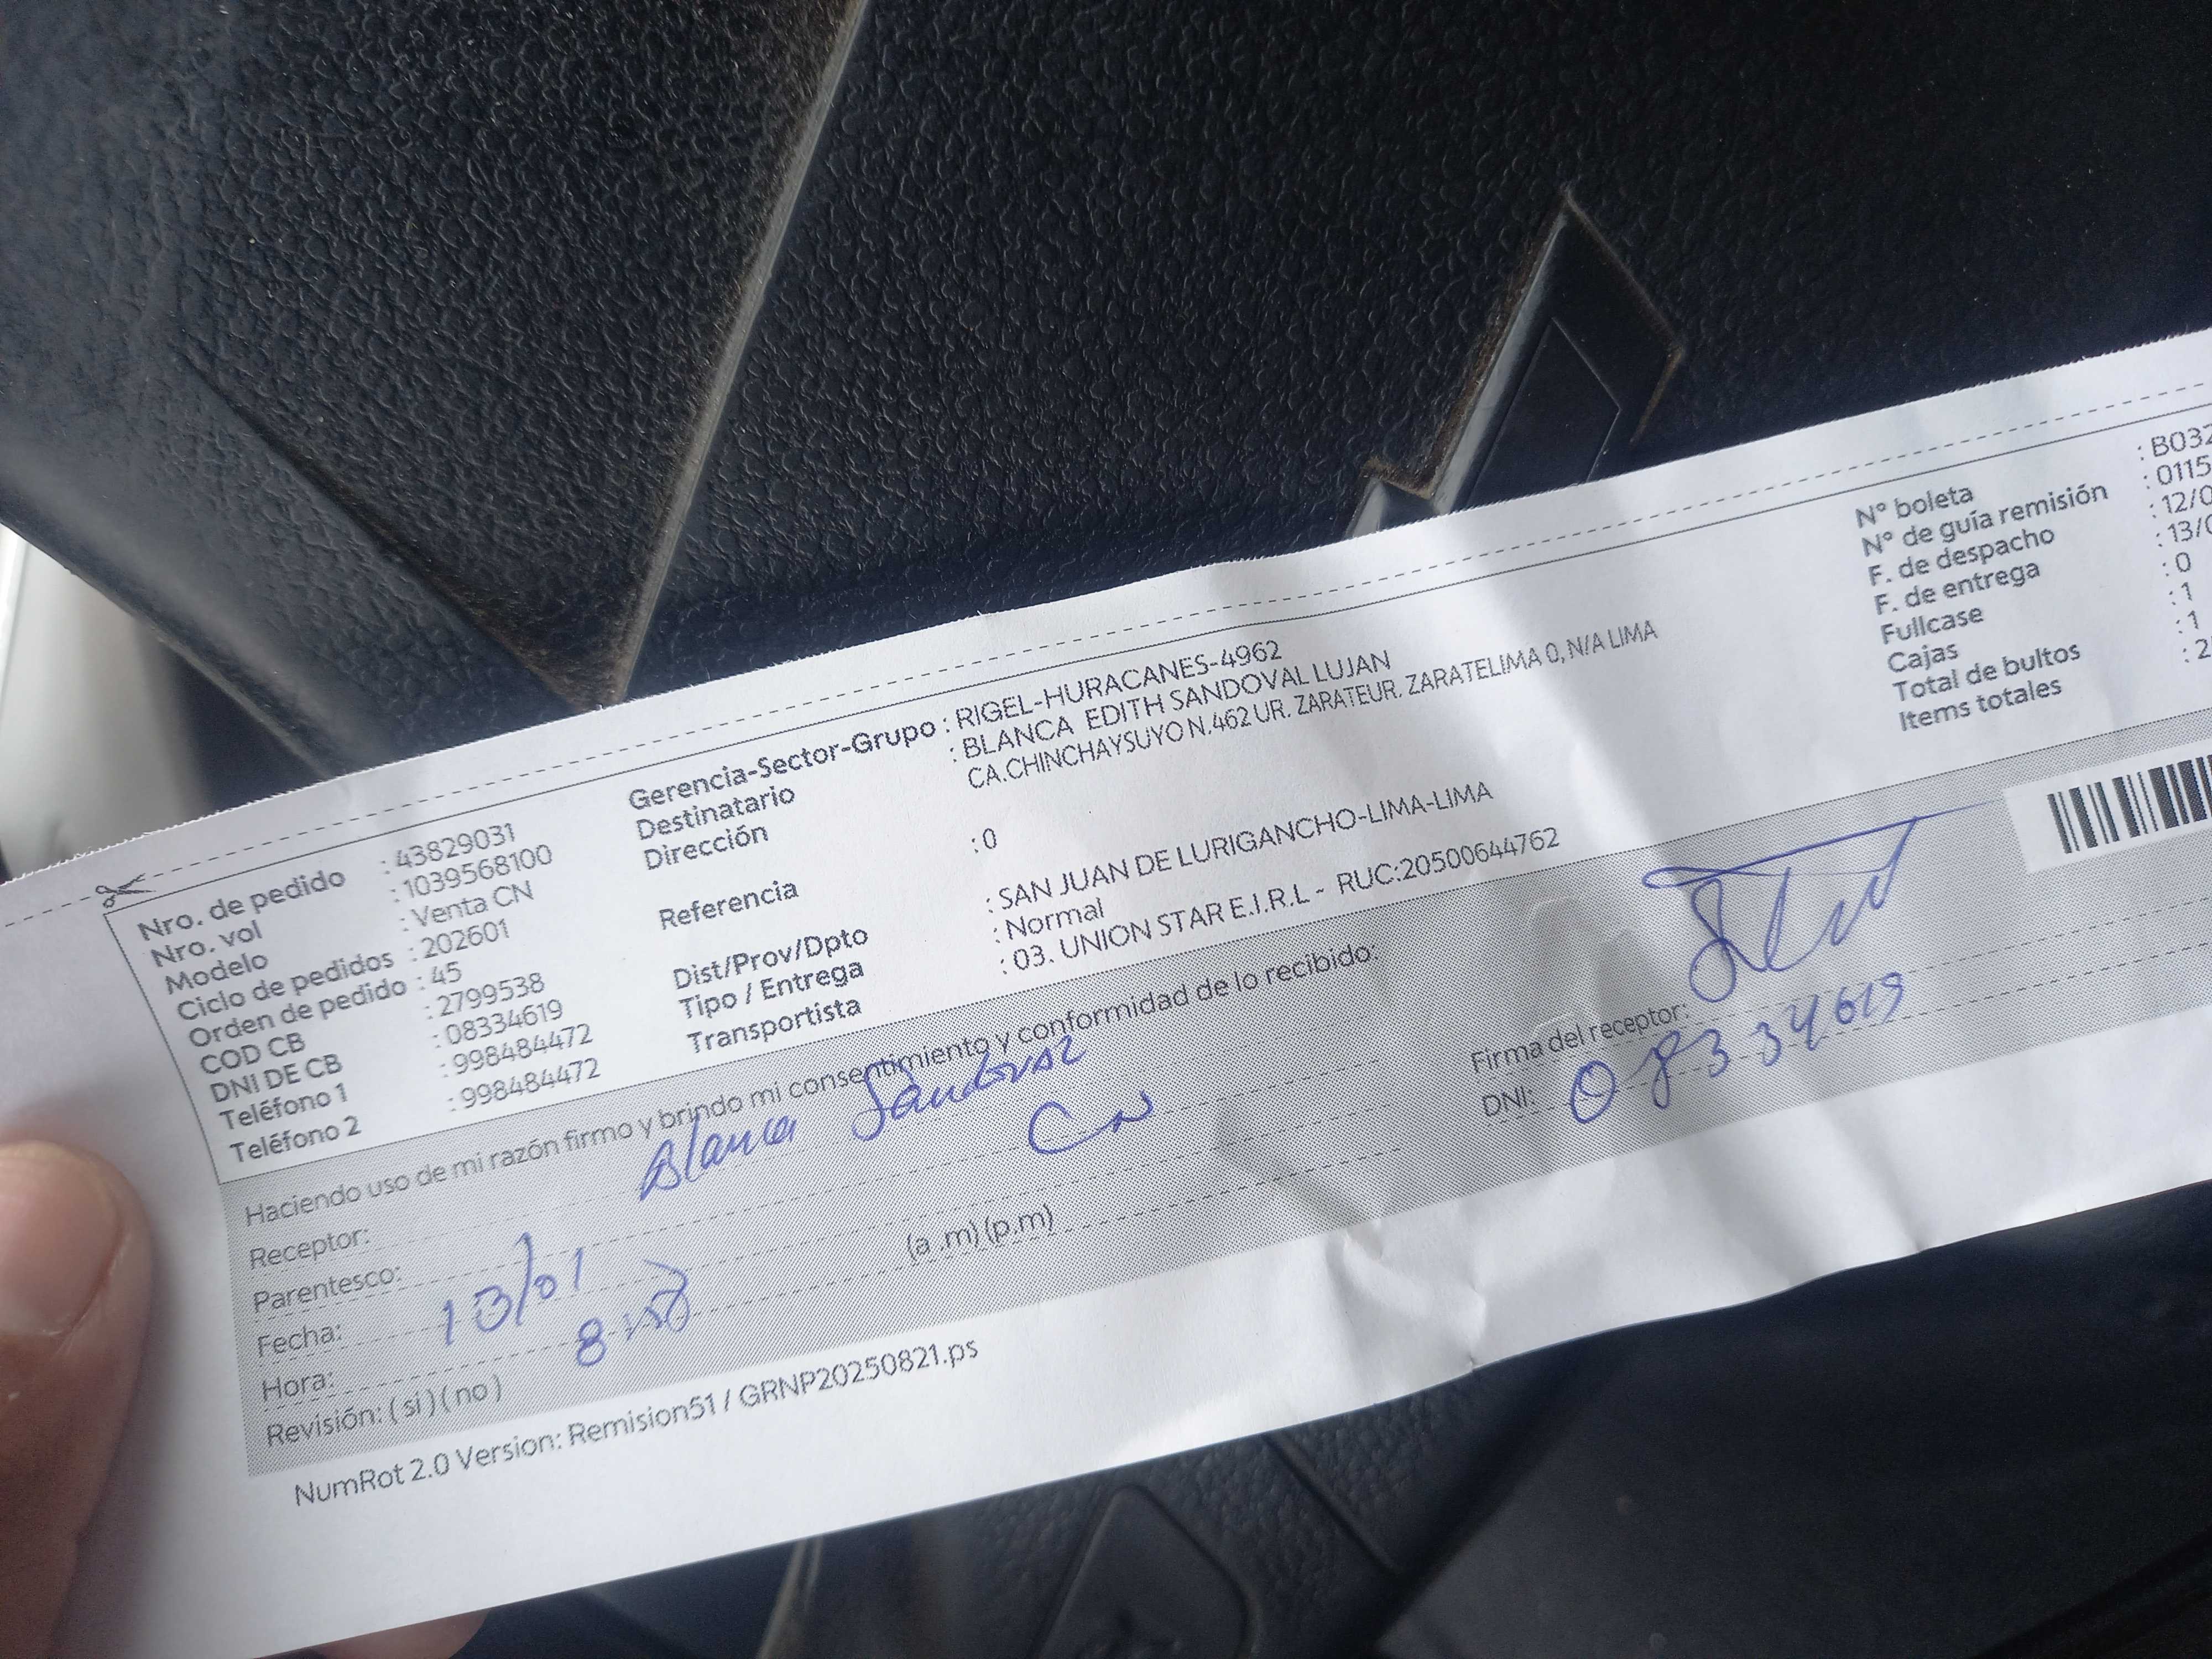 Nro. de pedido : 43829031
Nro. vol : 1039568100
Modelo : Venta CN
Ciclo de pedidos : 202601
Orden de pedido : 45
COD CB : 2799538
DNI DE CB : 08334619
Teléfono 1 : 998484472
Teléfono 2 : 998484472
Gerencia-Sector-Grupo : RIGEL-HURACANES-4962
Destinatario : BLANCA EDITH SANDOVAL LUJAN
Dirección CA.CHINCHAYSUYO N.462 UR. ZARATEUR. ZARATELIMA 0, N/A LIMA
Referencia : 0
Dist/Prov/Dpto : SAN JUAN DE LURIGANCHO-LIMA-LIMA
Tipo / Entrega : Normal
Transportista : 03. UNION STAR E.I.R.L - RUC:20500644762
N° boleta : B032
N° de guía remisión : 0115
F. de despacho : 12/0
F. de entrega : 13/0
Fullcase : 0
Cajas : 1
Total de bultos : 1
Items totales : 2
Haciendo uso de mi razón firmo y brindo mi consentimiento y conformidad de lo recibido:
Receptor: Blanca Sandoval
Parentesco: CN
Fecha: 13/01
Hora: 8 (a .m) (p.m)
Revisión: ( si ) ( no )
Firma del receptor:
DNI: 08334619
NumRot 2.0 Version: Remision51 / GRNP20250821.ps